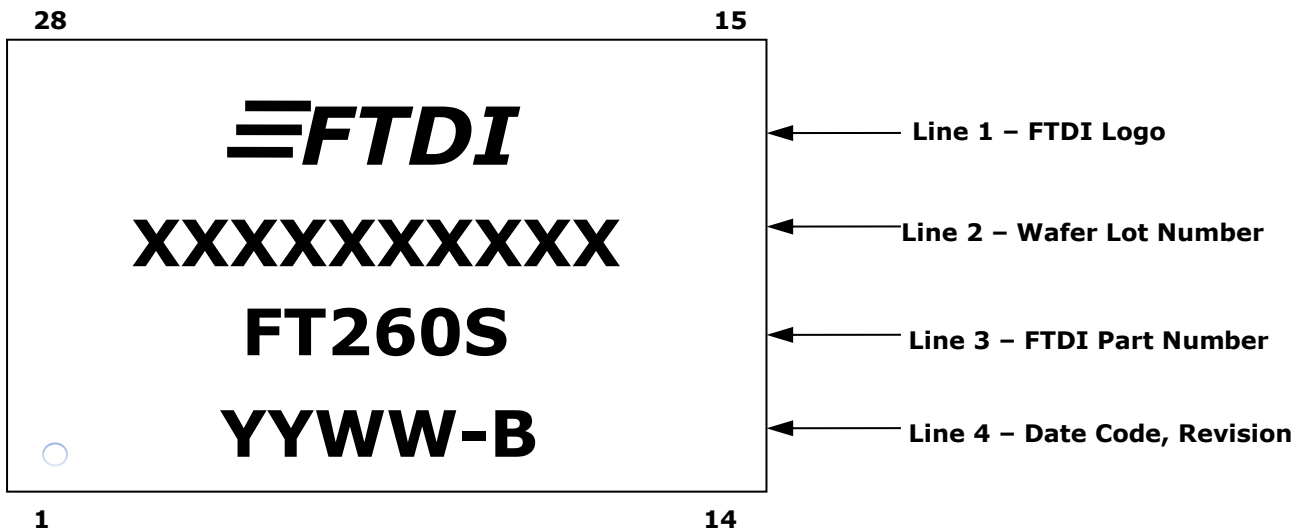 28 15
FTDI
Line 1 – FTDI Logo
XXXXXXXXXX
Line 2 – Wafer Lot Number
FT260S
Line 3 – FTDI Part Number
YYWW-B
Line 4 – Date Code, Revision
1 14